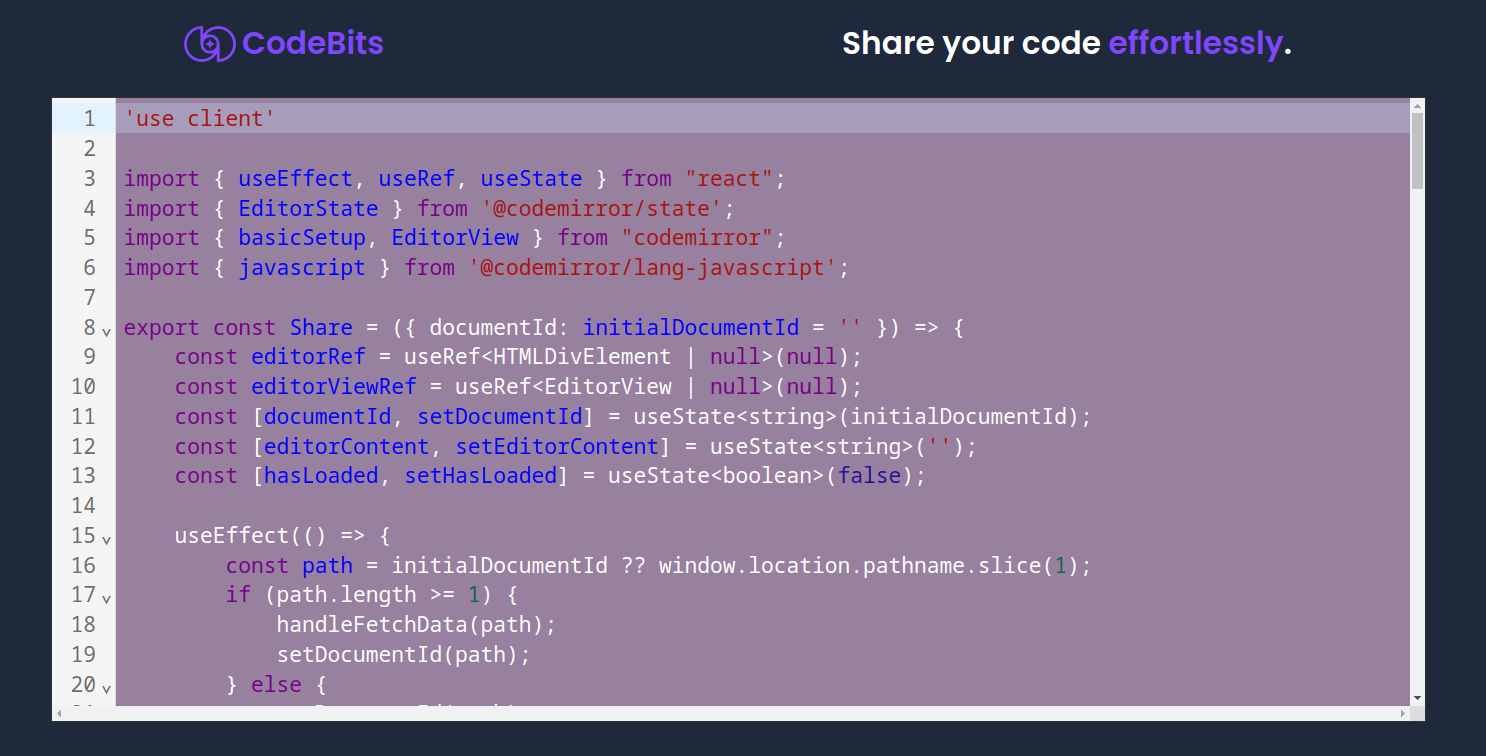 CodeBits
Share your code effortlessly.
1 'use client'
2
3 import { useEffect, useRef, useState } from "react";
4 import { EditorState } from '@codemirror/state';
5 import { basicSetup, EditorView } from "codemirror";
6 import { javascript } from '@codemirror/lang-javascript';
7
8 export const Share = ({ documentId: initialDocumentId = '' }) => {
9 const editorRef = useRef<HTMLDivElement | null>(null);
10 const editorViewRef = useRef<EditorView | null>(null);
11 const [documentId, setDocumentId] = useState<string>(initialDocumentId);
12 const [editorContent, setEditorContent] = useState<string>('');
13 const [hasLoaded, setHasLoaded] = useState<boolean>(false);
14
15 useEffect(() => {
16 const path = initialDocumentId ?? window.location.pathname.slice(1);
17 if (path.length >= 1) {
18 handleFetchData(path);
19 setDocumentId(path);
20 } else {